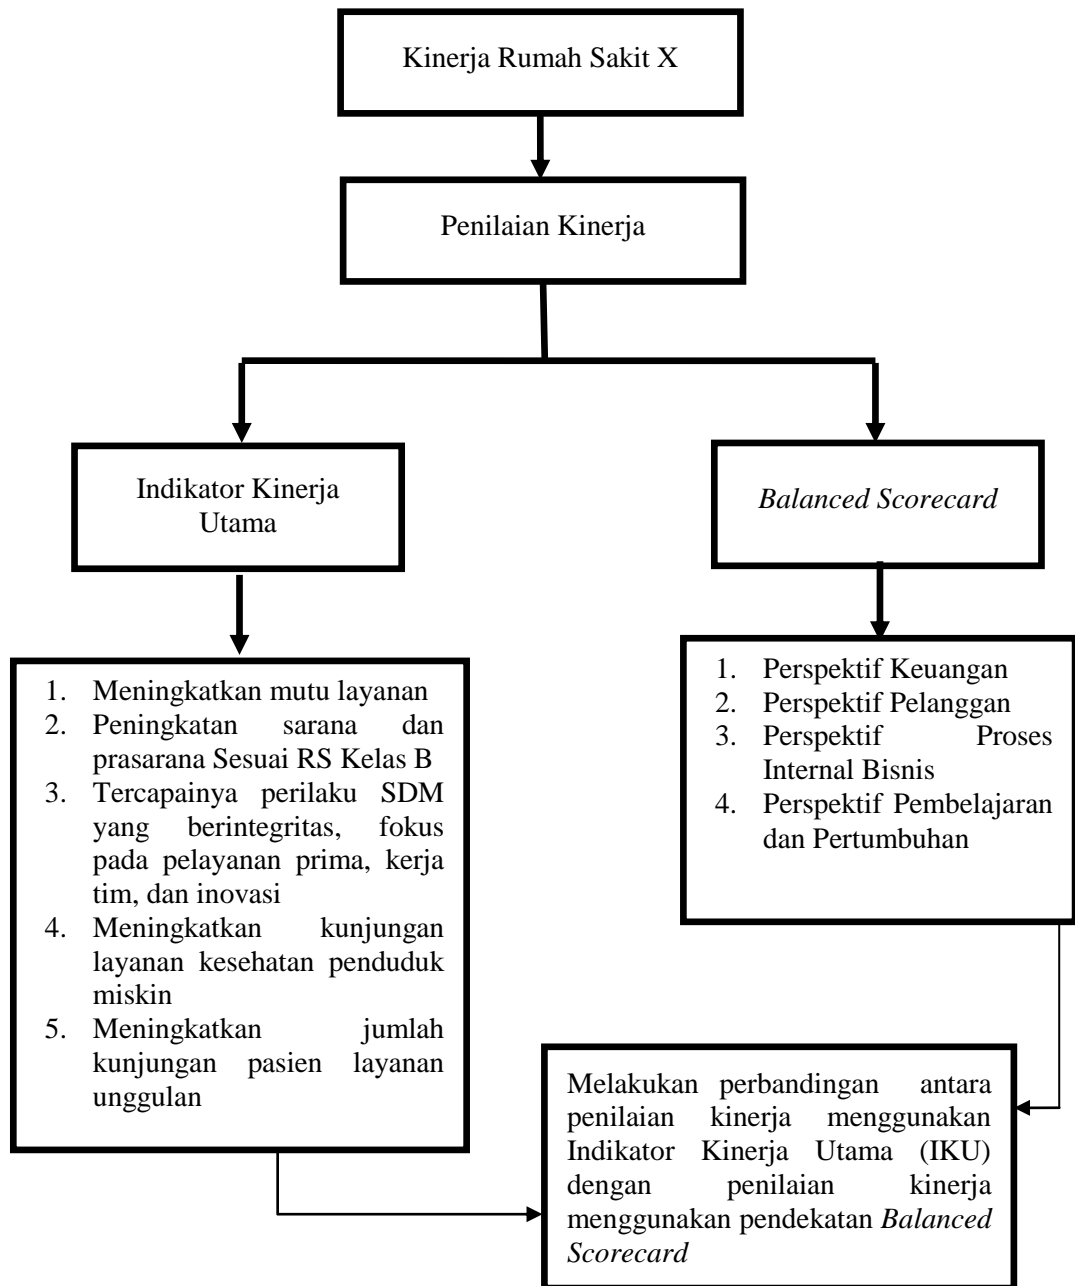 Kinerja Rumah Sakit X
Penilaian Kinerja
Indikator Kinerja
Utama
Balanced Scorecard
1. Meningkatkan mutu layanan
2. Peningkatan sarana dan
prasarana Sesuai RS Kelas B
3. Tercapainya perilaku SDM
yang berintegritas, fokus
pada pelayanan prima, kerja
tim, dan inovasi
4. Meningkatkan kunjungan
layanan kesehatan penduduk
miskin
5. Meningkatkan jumlah
kunjungan pasien layanan
unggulan
1. Perspektif Keuangan
2. Perspektif Pelanggan
3. Perspektif Proses
Internal Bisnis
4. Perspektif Pembelajaran
dan Pertumbuhan
Melakukan perbandingan antara
penilaian kinerja menggunakan
Indikator Kinerja Utama (IKU)
dengan penilaian kinerja
menggunakan pendekatan Balanced
Scorecard